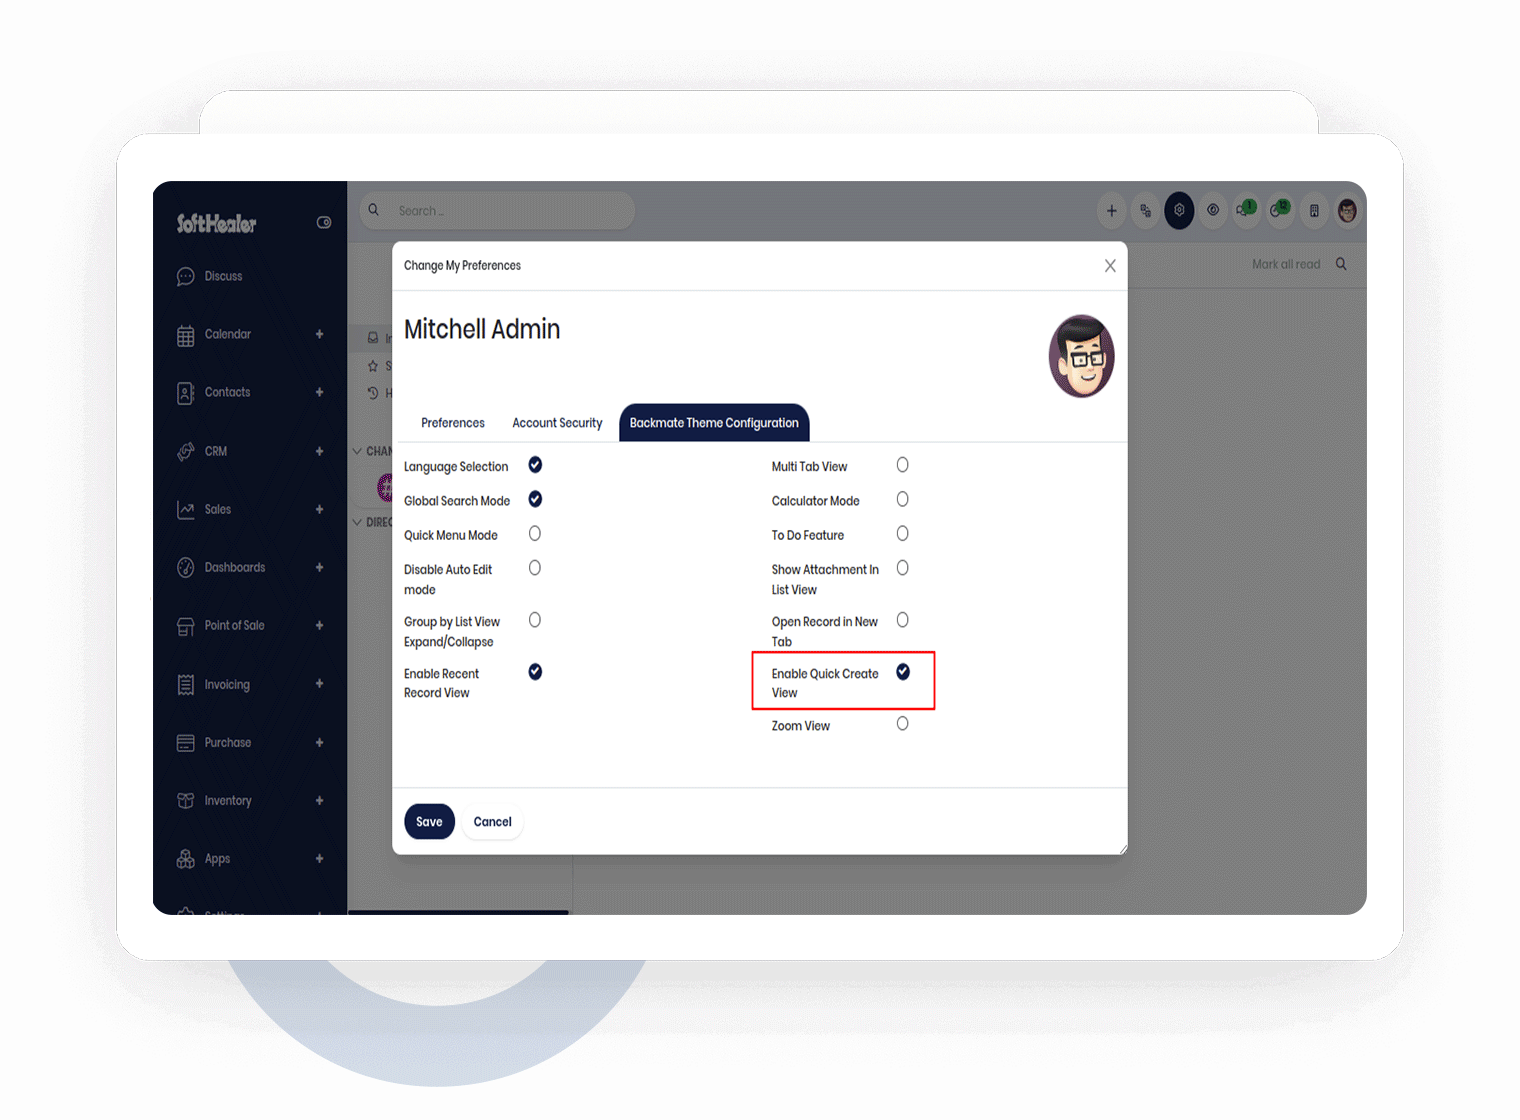 SoftHealer
Search ...
1
12
Discuss
Calendar
Contacts
CRM
Sales
Dashboards
Point of Sale
Invoicing
Purchase
Inventory
Apps
Settings
Mark all read
In
S
H
CHAN
DIREC
Change My Preferences
Mitchell Admin
Preferences
Account Security
Backmate Theme Configuration
Language Selection
Global Search Mode
Quick Menu Mode
Disable Auto Edit
mode
Group by List View
Expand/Collapse
Enable Recent
Record View
Multi Tab View
Calculator Mode
To Do Feature
Show Attachment In
List View
Open Record in New
Tab
Enable Quick Create
View
Zoom View
Save
Cancel